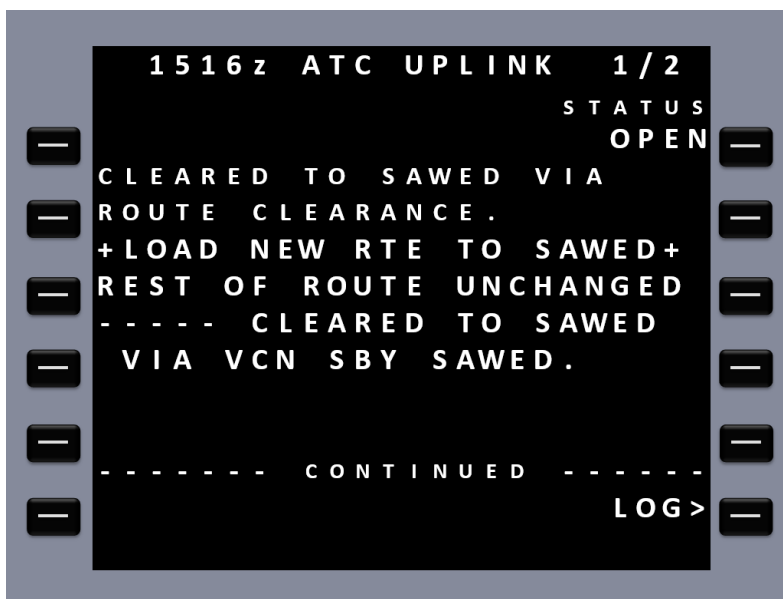 1516z ATC UPLINK 1/2
STATUS
OPEN
CLEARED TO SAWED VIA
ROUTE CLEARANCE.
+LOAD NEW RTE TO SAWED+
REST OF ROUTE UNCHANGED
----- CLEARED TO SAWED
VIA VCN SBY SAWED.
------- CONTINUED ------
LOG>